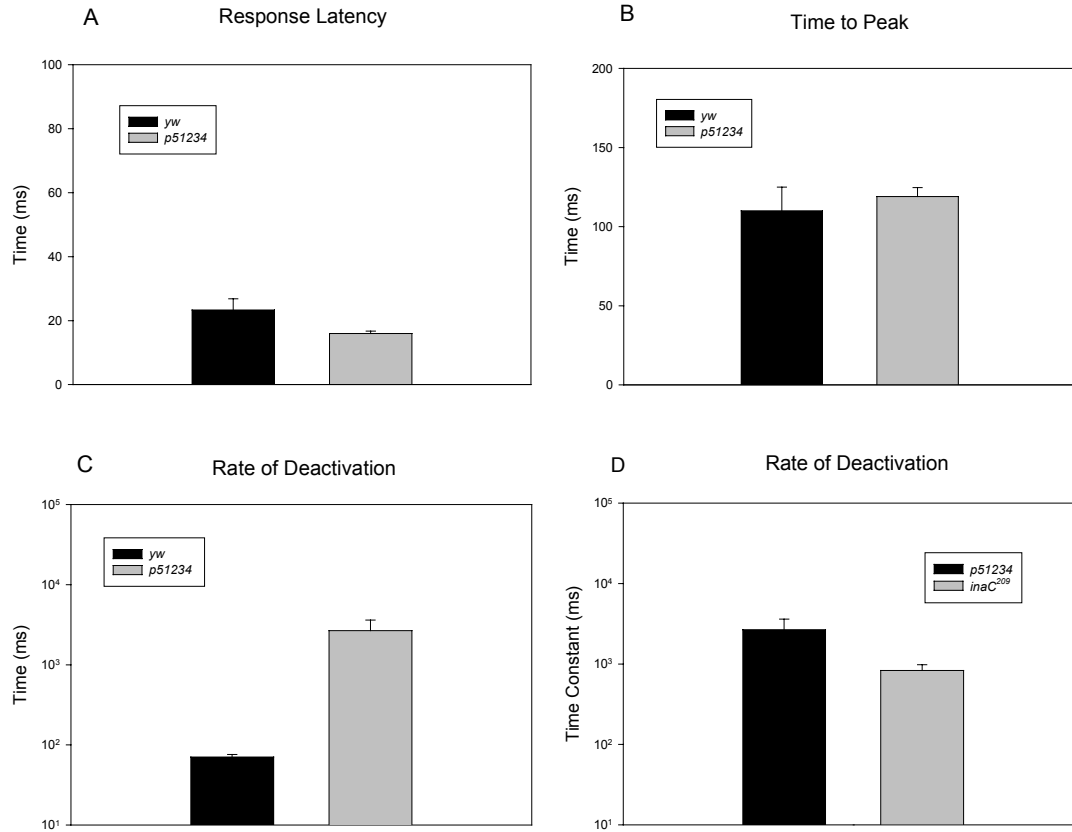 A
Response Latency
Time (ms)
100
80
60
40
20
0
yw
p51234
B
Time to Peak
Time (ms)
200
150
100
50
0
yw
p51234
C
Rate of Deactivation
Time (ms)
10⁵
10⁴
10³
10²
10¹
yw
p51234
D
Rate of Deactivation
Time Constant (ms)
10⁵
10⁴
10³
10²
10¹
p51234
inaC²⁰⁹